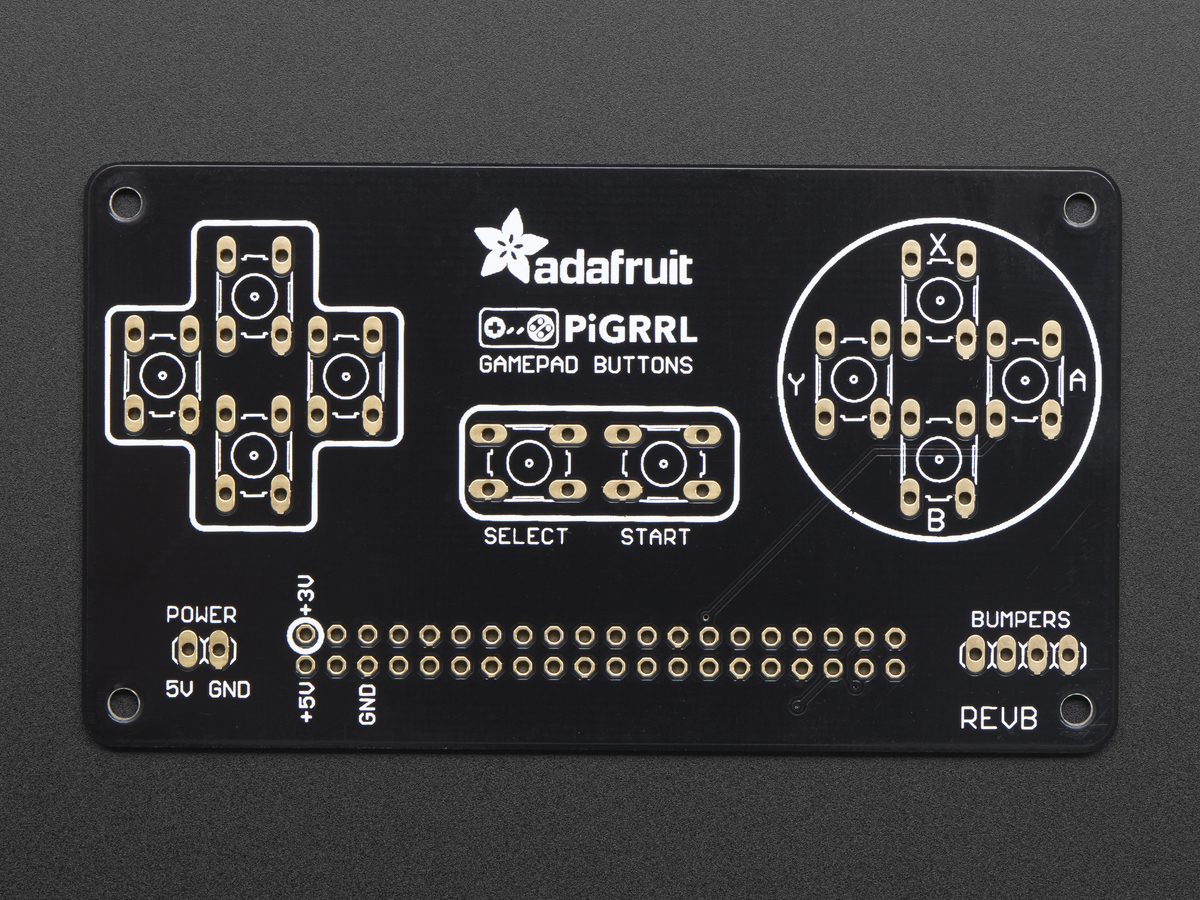 adafruit
PiGRRL
GAMEPAD BUTTONS
X
Y
A
B
SELECT
START
POWER
5V GND
+3V
+5V
GND
BUMPERS
REVB